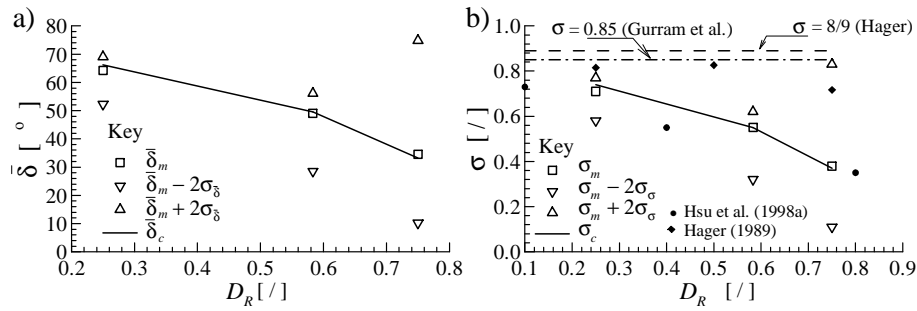 a)
80
70
60
50
40
30
20
10
0
δ̄ [ ° ]
Key
δ̄m
δ̄m − 2σδ̄
δ̄m + 2σδ̄
δ̄c
0.2 0.3 0.4 0.5 0.6 0.7 0.8
DR [ / ]
b)
σ = 0.85 (Gurram et al.)
σ = 8/9 (Hager)
1.0
0.8
0.6
0.4
0.2
0.0
σ [ / ]
Key
σm
σm − 2σσ
σm + 2σσ
σc
Hsu et al. (1998a)
Hager (1989)
0.1 0.2 0.3 0.4 0.5 0.6 0.7 0.8 0.9
DR [ / ]